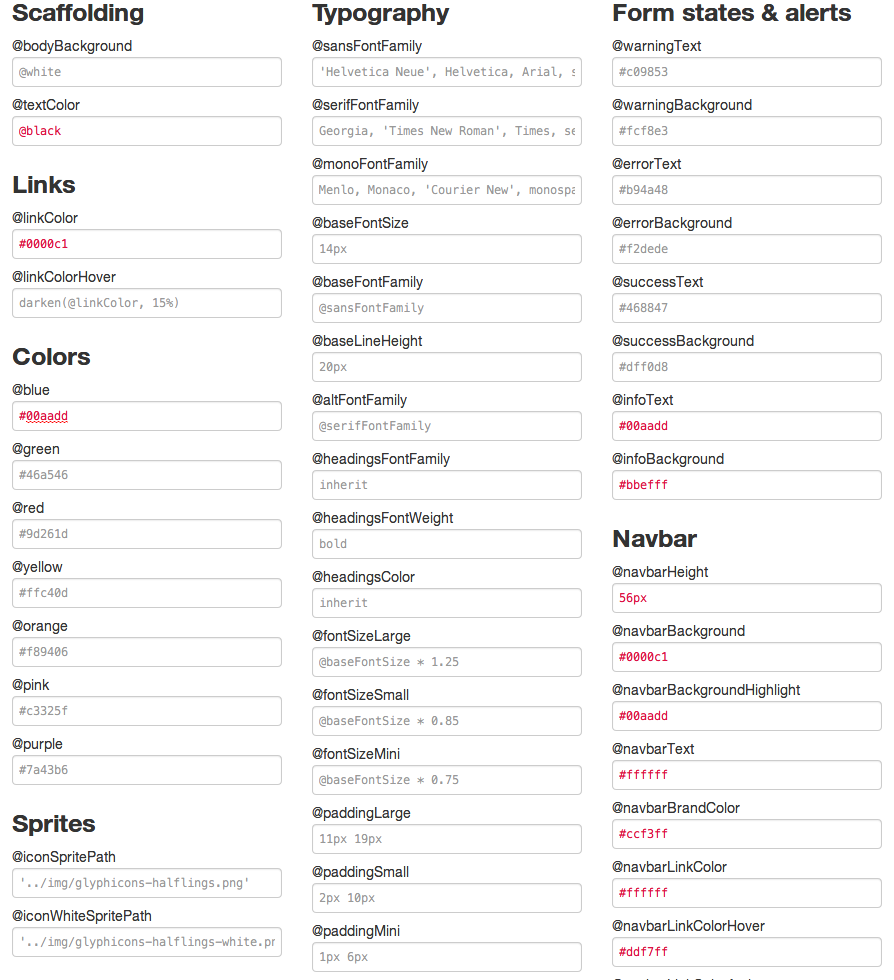 Scaffolding
@bodyBackground
@white
@textColor
@black
Links
@linkColor
#0000c1
@linkColorHover
darken(@linkColor, 15%)
Colors
@blue
#00aadd
@green
#46a546
@red
#9d261d
@yellow
#ffc40d
@orange
#f89406
@pink
#c3325f
@purple
#7a43b6
Sprites
@iconSpritePath
'../img/glyphicons-halflings.png'
@iconWhiteSpritePath
'../img/glyphicons-halflings-white.pn
Typography
@sansFontFamily
'Helvetica Neue', Helvetica, Arial, s
@serifFontFamily
Georgia, 'Times New Roman', Times, se
@monoFontFamily
Menlo, Monaco, 'Courier New', monospa
@baseFontSize
14px
@baseFontFamily
@sansFontFamily
@baseLineHeight
20px
@altFontFamily
@serifFontFamily
@headingsFontFamily
inherit
@headingsFontWeight
bold
@headingsColor
inherit
@fontSizeLarge
@baseFontSize * 1.25
@fontSizeSmall
@baseFontSize * 0.85
@fontSizeMini
@baseFontSize * 0.75
@paddingLarge
11px 19px
@paddingSmall
2px 10px
@paddingMini
1px 6px
Form states & alerts
@warningText
#c09853
@warningBackground
#fcf8e3
@errorText
#b94a48
@errorBackground
#f2dede
@successText
#468847
@successBackground
#dff0d8
@infoText
#00aadd
@infoBackground
#bbefff
Navbar
@navbarHeight
56px
@navbarBackground
#0000c1
@navbarBackgroundHighlight
#00aadd
@navbarText
#ffffff
@navbarBrandColor
#ccf3ff
@navbarLinkColor
#ffffff
@navbarLinkColorHover
#ddf7ff